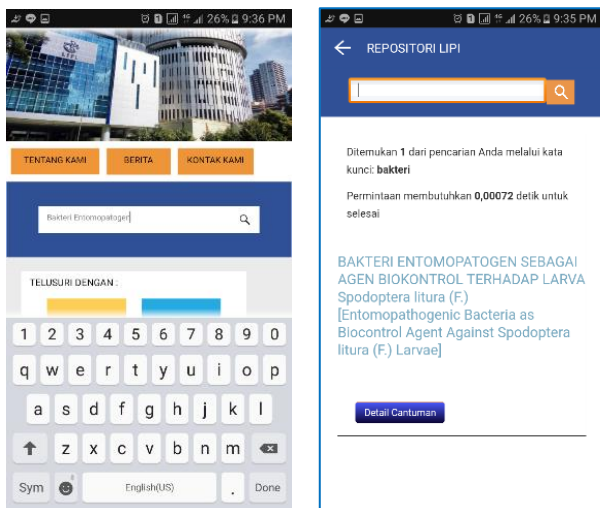 26% 9:36 PM
LIPI
TENTANG KAMI BERITA KONTAK KAMI
Bakteri Entomopatogen
TELUSURI DENGAN :
1 2 3 4 5 6 7 8 9 0
q w e r t y u i o p
a s d f g h j k l
z x c v b n m
Sym English(US) . Done
26% 9:35 PM
REPOSITORI LIPI
Ditemukan 1 dari pencarian Anda melalui kata
kunci: bakteri
Permintaan membutuhkan 0,00072 detik untuk
selesai
BAKTERI ENTOMOPATOGEN SEBAGAI
AGEN BIOKONTROL TERHADAP LARVA
Spodoptera litura (F.)
[Entomopathogenic Bacteria as
Biocontrol Agent Against Spodoptera
litura (F.) Larvae]
Detail Cantuman